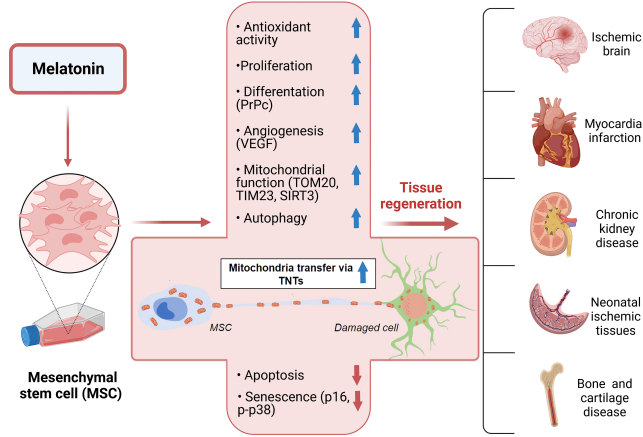 Melatonin
Mesenchymal
stem cell (MSC)
• Antioxidant
activity
•Proliferation
• Differentation
(PrPc)
• Angiogenesis
(VEGF)
• Mitochondrial
function (TOM20,
TIM23, SIRT3)
• Autophagy
Mitochondria transfer via
TNTs
MSC
Damaged cell
• Apoptosis
• Senescence (p16,
p-p38)
Tissue
regeneration
Ischemic
brain
Myocardia
infarction
Chronic
kidney
disease
Neonatal
ischemic
tissues
Bone and
cartilage
disease